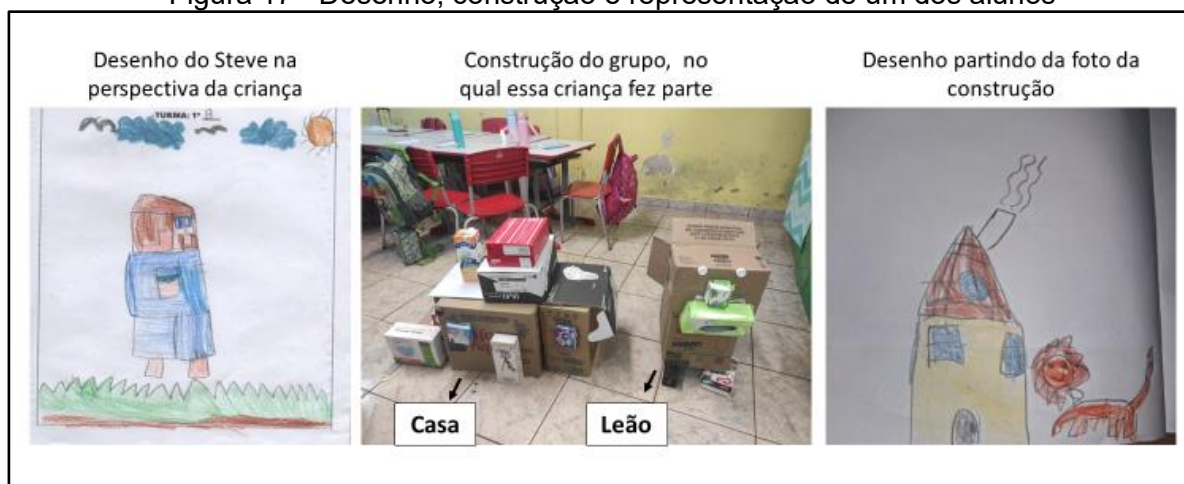 Figura 17 - Desenho, construção e representação de um dos alunos
Desenho do Steve na
perspectiva da criança
Construção do grupo, no
qual essa criança fez parte
Desenho partindo da foto da
construção
TURMA: 1º
Casa
Leão